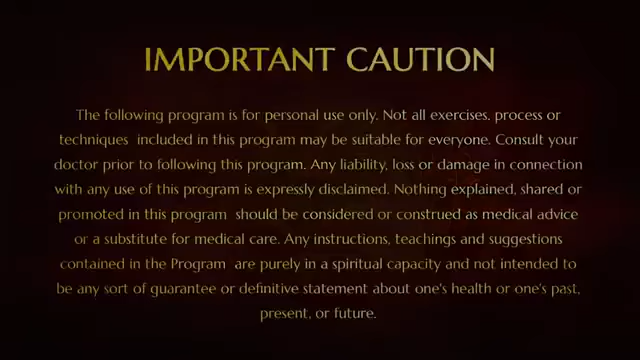 IMPORTANT CAUTION
The following program is for personal use only. Not all exercises, process or
techniques included in this program may be suitable for everyone. Consult your
doctor prior to following this program. Any liability, loss or damage in connection
with any use of this program is expressly disclaimed. Nothing explained, shared or
promoted in this program should be considered or construed as medical advice
or a substitute for medical care. Any instructions, teachings and suggestions
contained in the Program are purely in a spiritual capacity and not intended to
be any sort of guarantee or definitive statement about one's health or one's past,
present, or future.